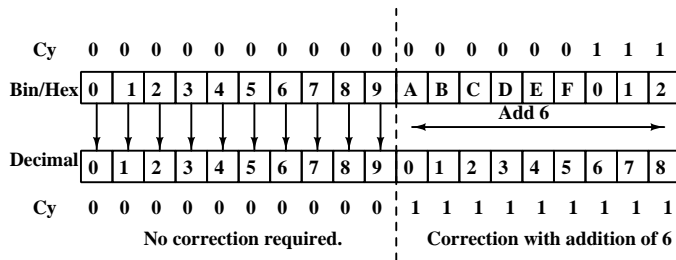 Cy 0 0 0 0 0 0 0 0 0 0 0 0 0 0 0 0 1 1 1
Bin/Hex 0 1 2 3 4 5 6 7 8 9 A B C D E F 0 1 2
Add 6
Decimal 0 1 2 3 4 5 6 7 8 9 0 1 2 3 4 5 6 7 8
Cy 0 0 0 0 0 0 0 0 0 0 1 1 1 1 1 1 1 1 1
No correction required. Correction with addition of 6